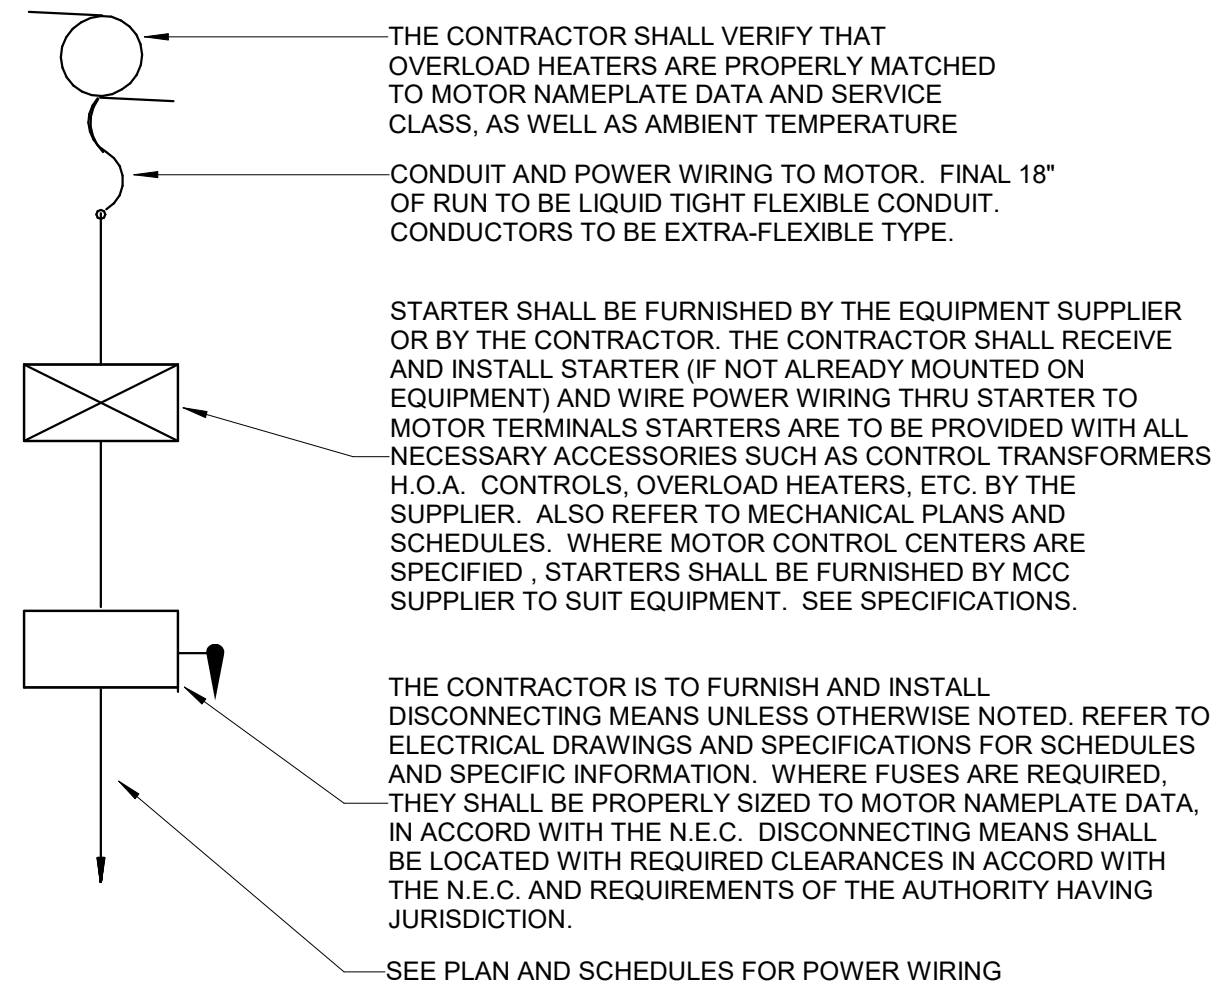 THE CONTRACTOR SHALL VERIFY THAT
OVERLOAD HEATERS ARE PROPERLY MATCHED
TO MOTOR NAMEPLATE DATA AND SERVICE
CLASS, AS WELL AS AMBIENT TEMPERATURE
CONDUIT AND POWER WIRING TO MOTOR.  FINAL 18"
OF RUN TO BE LIQUID TIGHT FLEXIBLE CONDUIT.
CONDUCTORS TO BE EXTRA-FLEXIBLE TYPE.
STARTER SHALL BE FURNISHED BY THE EQUIPMENT SUPPLIER
OR BY THE CONTRACTOR. THE CONTRACTOR SHALL RECEIVE
AND INSTALL STARTER (IF NOT ALREADY MOUNTED ON
EQUIPMENT) AND WIRE POWER WIRING THRU STARTER TO
MOTOR TERMINALS STARTERS ARE TO BE PROVIDED WITH ALL
NECESSARY ACCESSORIES SUCH AS CONTROL TRANSFORMERS
H.O.A.  CONTROLS, OVERLOAD HEATERS, ETC. BY THE
SUPPLIER.  ALSO REFER TO MECHANICAL PLANS AND
SCHEDULES.  WHERE MOTOR CONTROL CENTERS ARE
SPECIFIED , STARTERS SHALL BE FURNISHED BY MCC
SUPPLIER TO SUIT EQUIPMENT.  SEE SPECIFICATIONS.
THE CONTRACTOR IS TO FURNISH AND INSTALL
DISCONNECTING MEANS UNLESS OTHERWISE NOTED. REFER TO
ELECTRICAL DRAWINGS AND SPECIFICATIONS FOR SCHEDULES
AND SPECIFIC INFORMATION.  WHERE FUSES ARE REQUIRED,
THEY SHALL BE PROPERLY SIZED TO MOTOR NAMEPLATE DATA,
IN ACCORD WITH THE N.E.C.  DISCONNECTING MEANS SHALL
BE LOCATED WITH REQUIRED CLEARANCES IN ACCORD WITH
THE N.E.C. AND REQUIREMENTS OF THE AUTHORITY HAVING
JURISDICTION.
SEE PLAN AND SCHEDULES FOR POWER WIRING